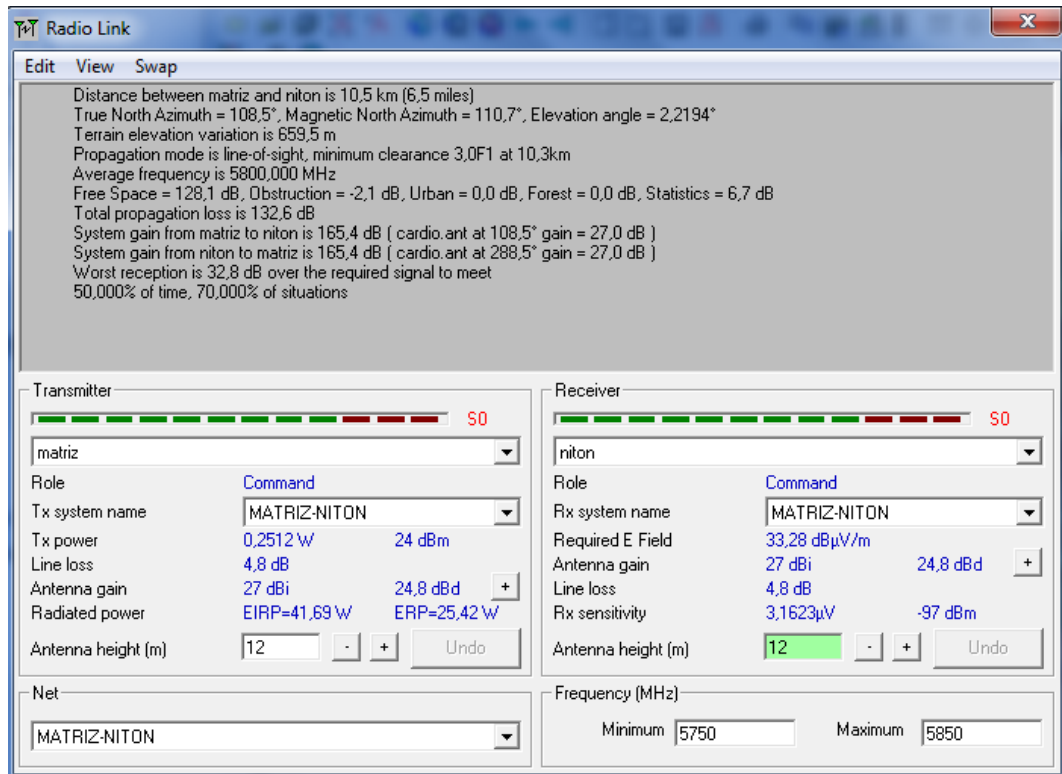 Radio Link
Edit View Swap
Distance between matriz and niton is 10,5 km (6,5 miles)
True North Azimuth = 108,5°, Magnetic North Azimuth = 110,7°, Elevation angle = 2,2194°
Terrain elevation variation is 659,5 m
Propagation mode is line-of-sight, minimum clearance 3,0F1 at 10,3km
Average frequency is 5800,000 MHz
Free Space = 128,1 dB, Obstruction = -2,1 dB, Urban = 0,0 dB, Forest = 0,0 dB, Statistics = 6,7 dB
Total propagation loss is 132,6 dB
System gain from matriz to niton is 165,4 dB ( cardio.ant at 108,5° gain = 27,0 dB )
System gain from niton to matriz is 165,4 dB ( cardio.ant at 288,5° gain = 27,0 dB )
Worst reception is 32,8 dB over the required signal to meet
50,000% of time, 70,000% of situations
Transmitter
S0
matriz
Role Command
Tx system name MATRIZ-NITON
Tx power 0,2512 W 24 dBm
Line loss 4,8 dB
Antenna gain 27 dBi 24,8 dBd +
Radiated power EIRP=41,69 W ERP=25,42 W
Antenna height (m) 12 - + Undo
Net
MATRIZ-NITON
Receiver
S0
niton
Role Command
Rx system name MATRIZ-NITON
Required E Field 33,28 dBµV/m
Antenna gain 27 dBi 24,8 dBd +
Line loss 4,8 dB
Rx sensitivity 3,1623µV -97 dBm
Antenna height (m) 12 - + Undo
Frequency (MHz)
Minimum 5750 Maximum 5850